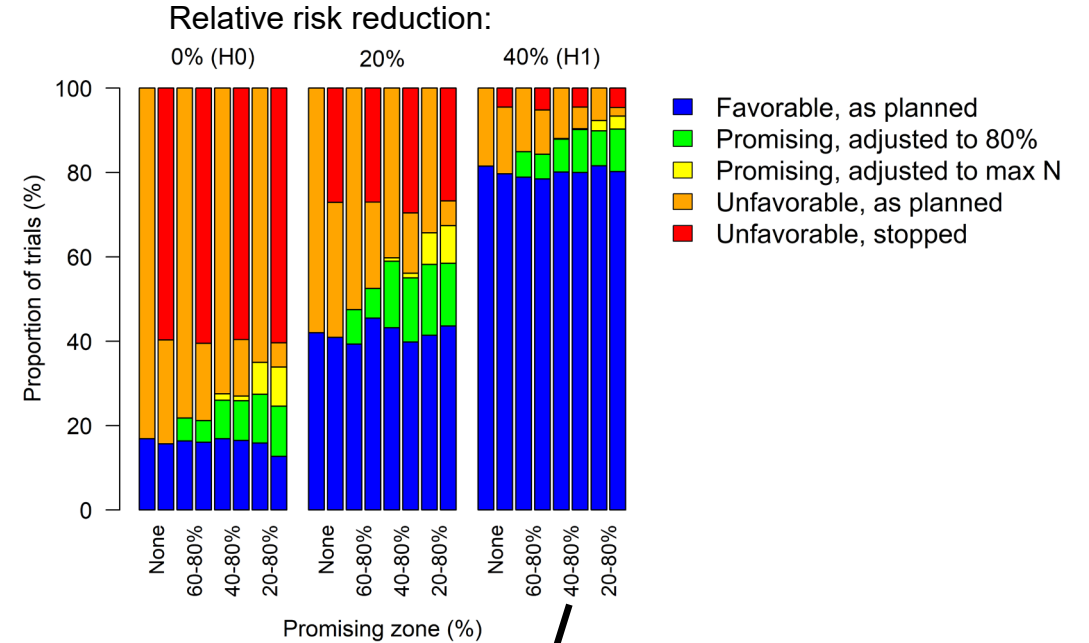 Relative risk reduction:
0% (H0) 20% 40% (H1)
100
80
60
40
20
0
Proportion of trials (%)
Favorable, as planned
Promising, adjusted to 80%
Promising, adjusted to max N
Unfavorable, as planned
Unfavorable, stopped
None 60-80% 40-80% 20-80% None 60-80% 40-80% 20-80% None 60-80% 40-80% 20-80%
Promising zone (%)